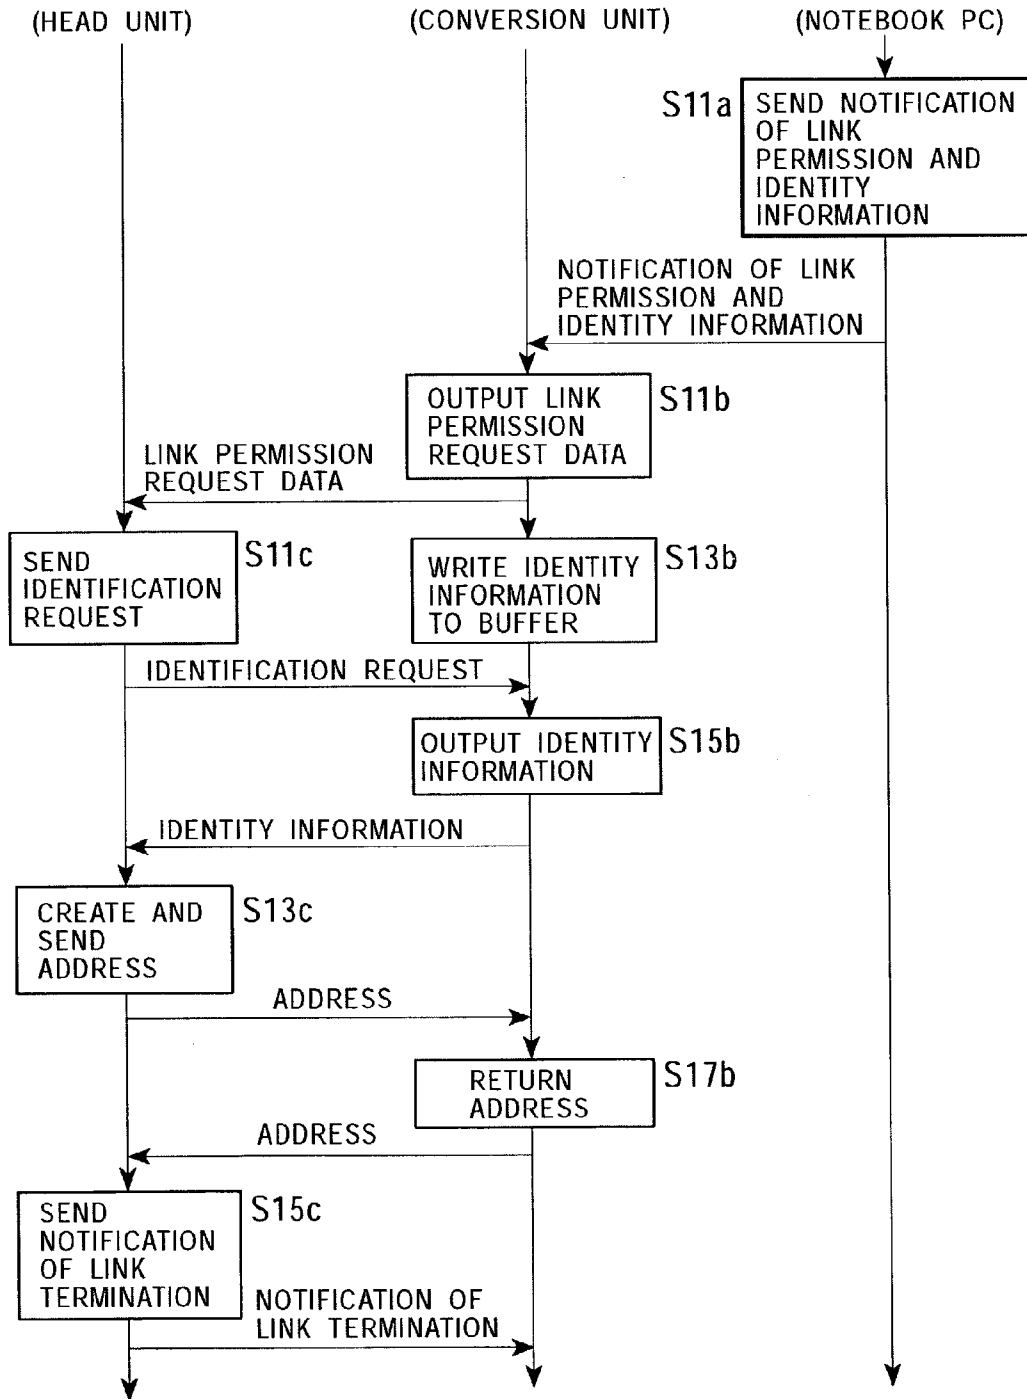 (HEAD UNIT)
(CONVERSION UNIT)
(NOTEBOOK PC)
S11a
SEND NOTIFICATION
OF LINK
PERMISSION AND
IDENTITY
INFORMATION
NOTIFICATION OF LINK
PERMISSION AND
IDENTITY INFORMATION
OUTPUT LINK
PERMISSION
REQUEST DATA
S11b
LINK PERMISSION
REQUEST DATA
SEND
IDENTIFICATION
REQUEST
S11c
WRITE IDENTITY
INFORMATION
TO BUFFER
S13b
IDENTIFICATION REQUEST
OUTPUT IDENTITY
INFORMATION
S15b
IDENTITY INFORMATION
CREATE AND
SEND
ADDRESS
S13c
ADDRESS
RETURN
ADDRESS
S17b
ADDRESS
SEND
NOTIFICATION
OF LINK
TERMINATION
S15c
NOTIFICATION OF
LINK TERMINATION